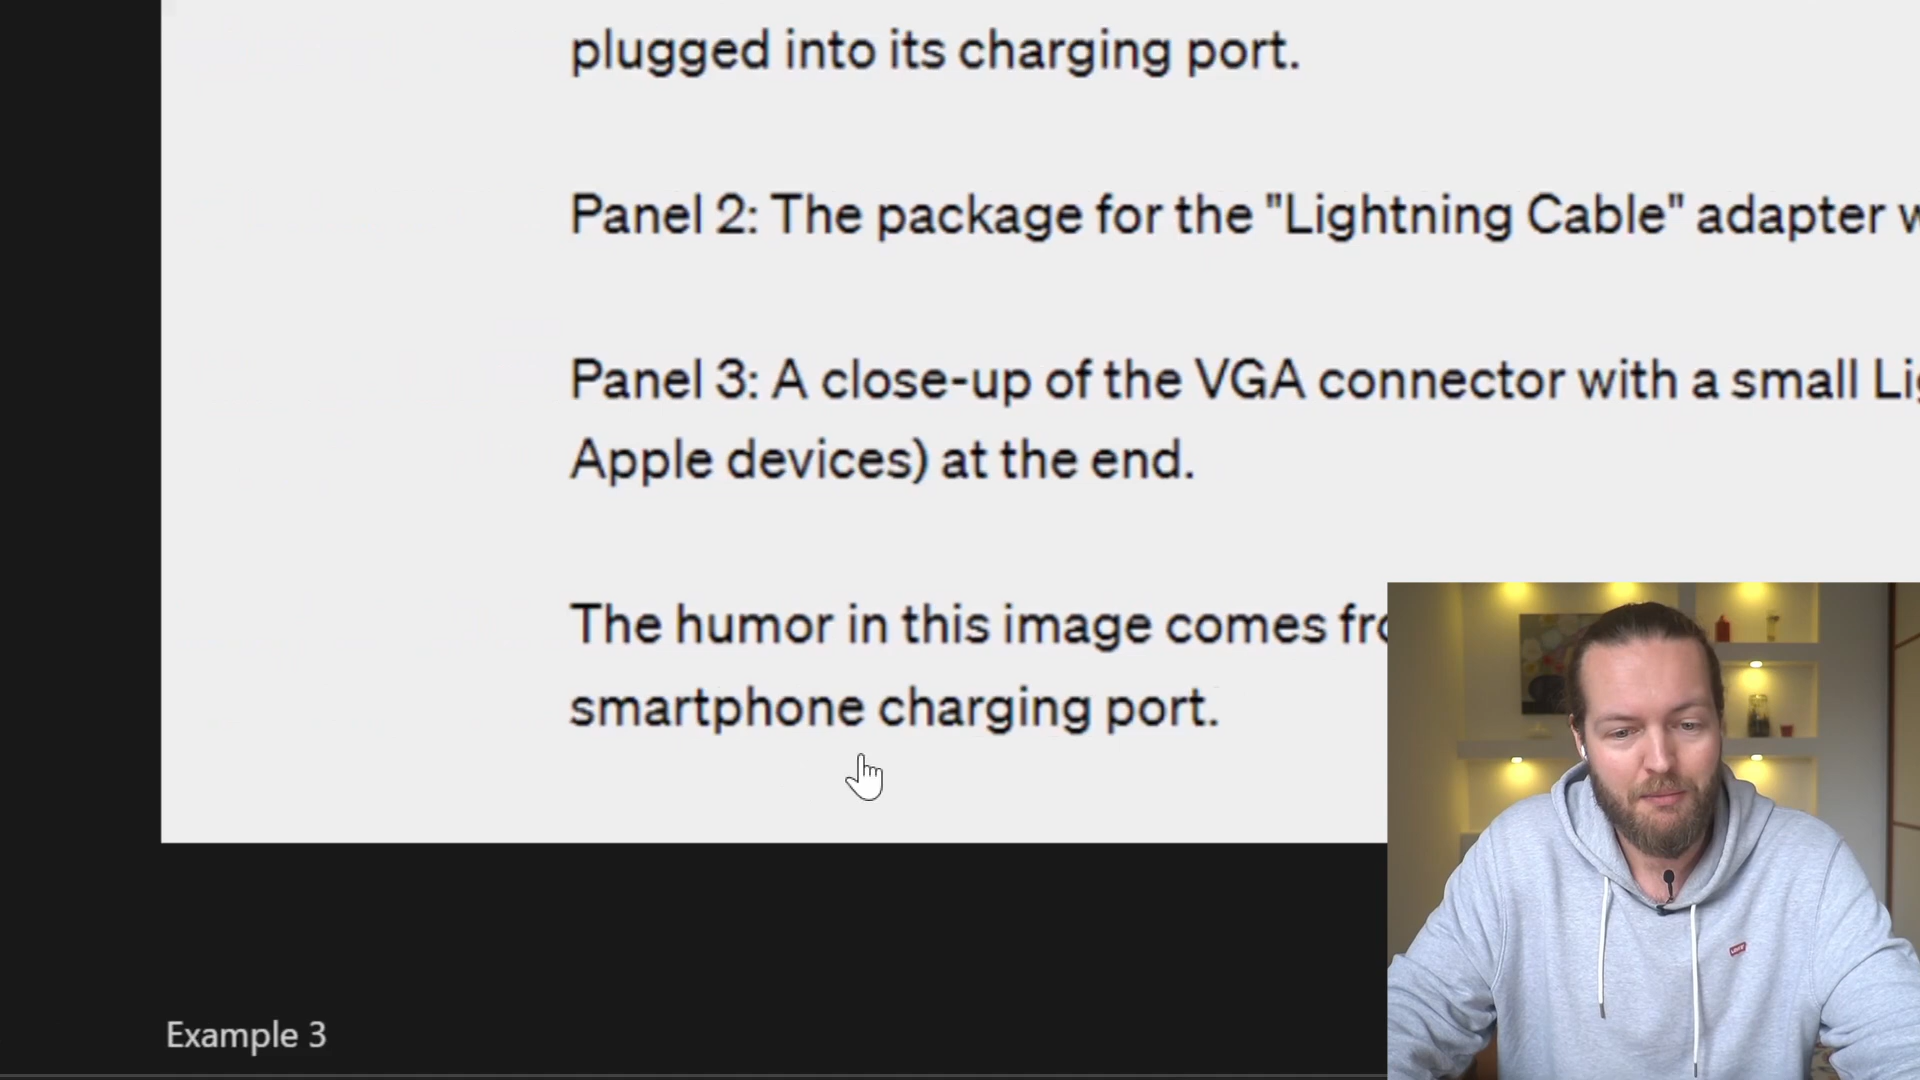 plugged into its charging port.
Panel 2: The package for the "Lightning Cable" adapter
Panel 3: A close-up of the VGA connector with a small
Apple devices) at the end.
The humor in this image comes
smartphone charging port.
Example 3